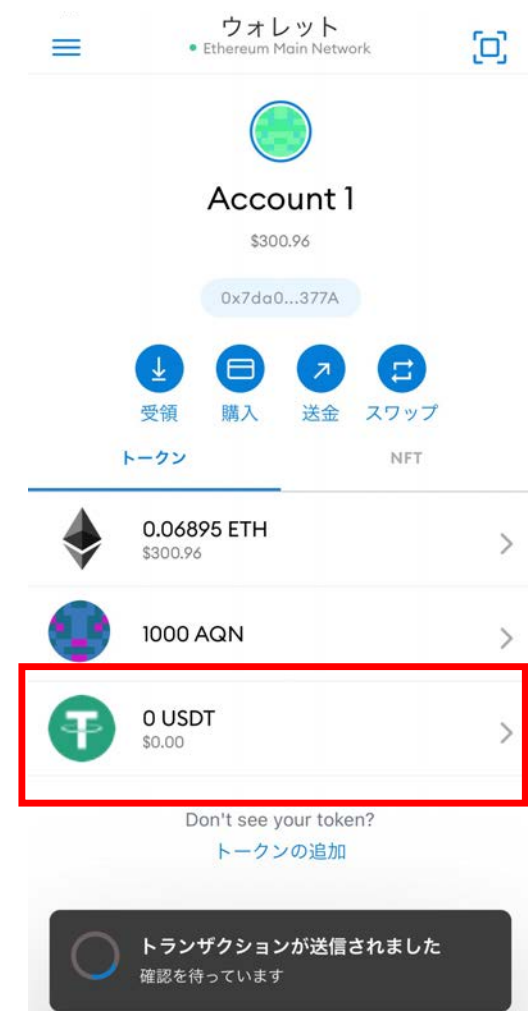 ウォレット
Ethereum Main Network
Account 1
$300.96
0x7da0...377A
受領 購入 送金 スワップ
トークン NFT
0.06895 ETH
$300.96
1000 AQN
0 USDT
$0.00
Don't see your token?
トークンの追加
トランザクションが送信されました
確認を待っています